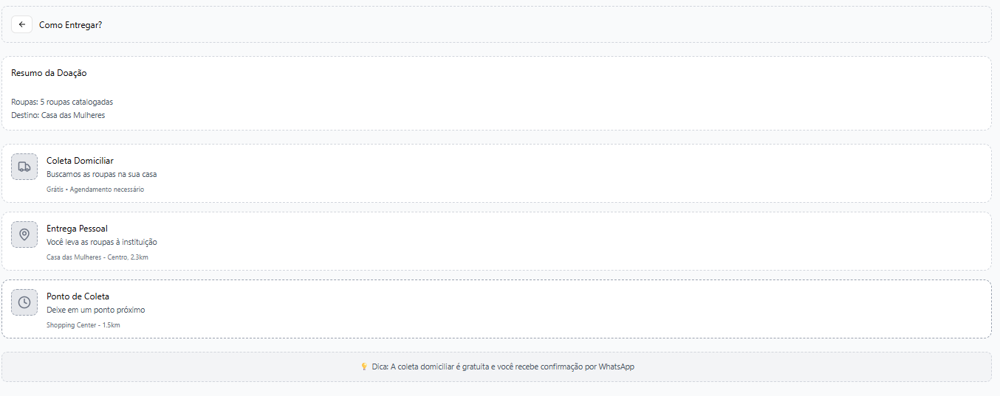 Como Entregar?
Resumo da Doação
Roupas: 5 roupas catalogadas
Destino: Casa das Mulheres
Coleta Domiciliar
Buscamos as roupas na sua casa
Grátis • Agendamento necessário
Entrega Pessoal
Você leva as roupas à instituição
Casa das Mulheres - Centro, 2.3km
Ponto de Coleta
Deixe em um ponto próximo
Shopping Center - 1.5km
💡 Dica: A coleta domiciliar é gratuita e você recebe confirmação por WhatsApp